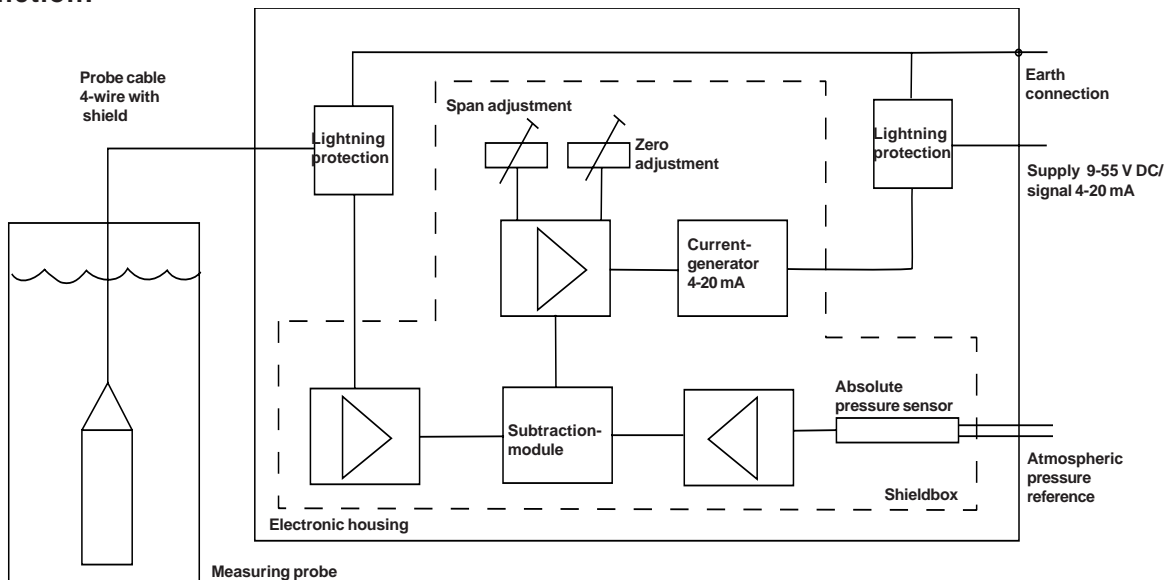 Probe cable
4-wire with
shield
Lightning
protection
Span adjustment
Zero
adjustment
Lightning
protection
Earth
connection
Supply 9-55 V DC/
signal 4-20 mA
Current-
generator
4-20 mA
Subtraction-
module
Absolute
pressure sensor
Atmospheric
pressure
reference
Shieldbox
Electronic housing
Measuring probe